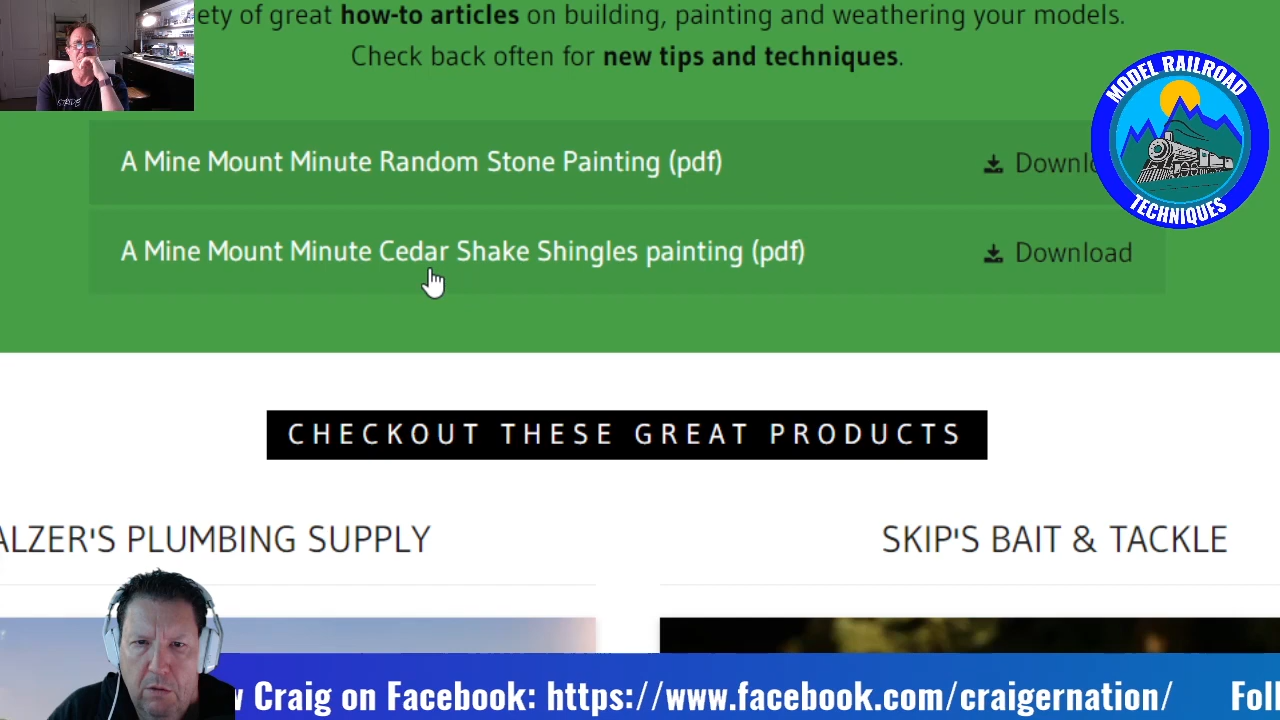 ety of great how-to articles on building, painting and weathering your models.
Check back often for new tips and techniques.
MODEL RAILROAD
TECHNIQUES
A Mine Mount Minute Random Stone Painting (pdf)
Downlo
A Mine Mount Minute Cedar Shake Shingles painting (pdf)
Download
CHECKOUT THESE GREAT PRODUCTS
ALZER'S PLUMBING SUPPLY
SKIP'S BAIT & TACKLE
w Craig on Facebook: https://www.facebook.com/craigernation/ Foll